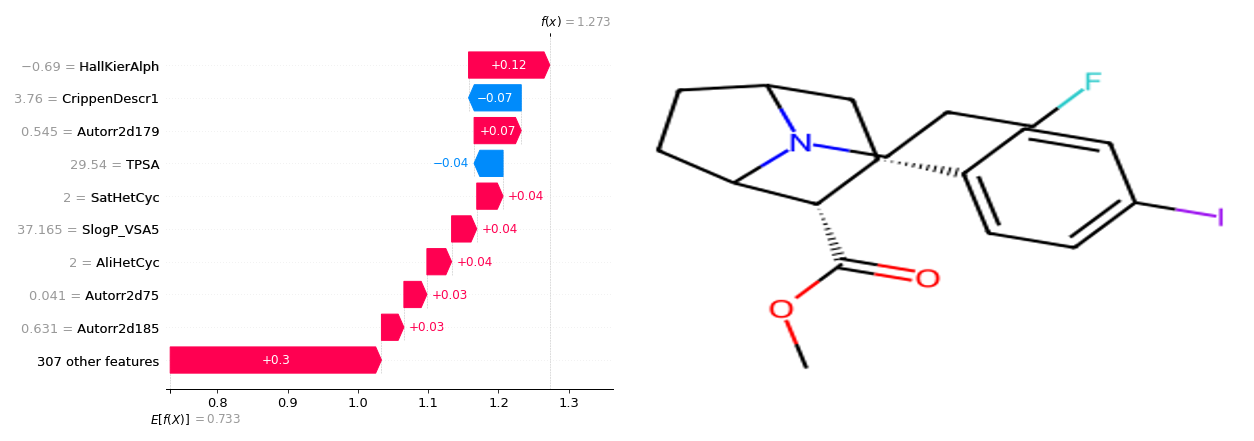 f(x) = 1.273
−0.69 = HallKierAlph
+0.12
3.76 = CrippenDescr1
−0.07
0.545 = Autorr2d179
+0.07
29.54 = TPSA
−0.04
2 = SatHetCyc
+0.04
37.165 = SlogP_VSA5
+0.04
2 = AliHetCyc
+0.04
0.041 = Autorr2d75
+0.03
0.631 = Autorr2d185
+0.03
307 other features
+0.3
0.8 0.9 1.0 1.1 1.2 1.3
E[f(X)] = 0.733
F
N
I
O
O